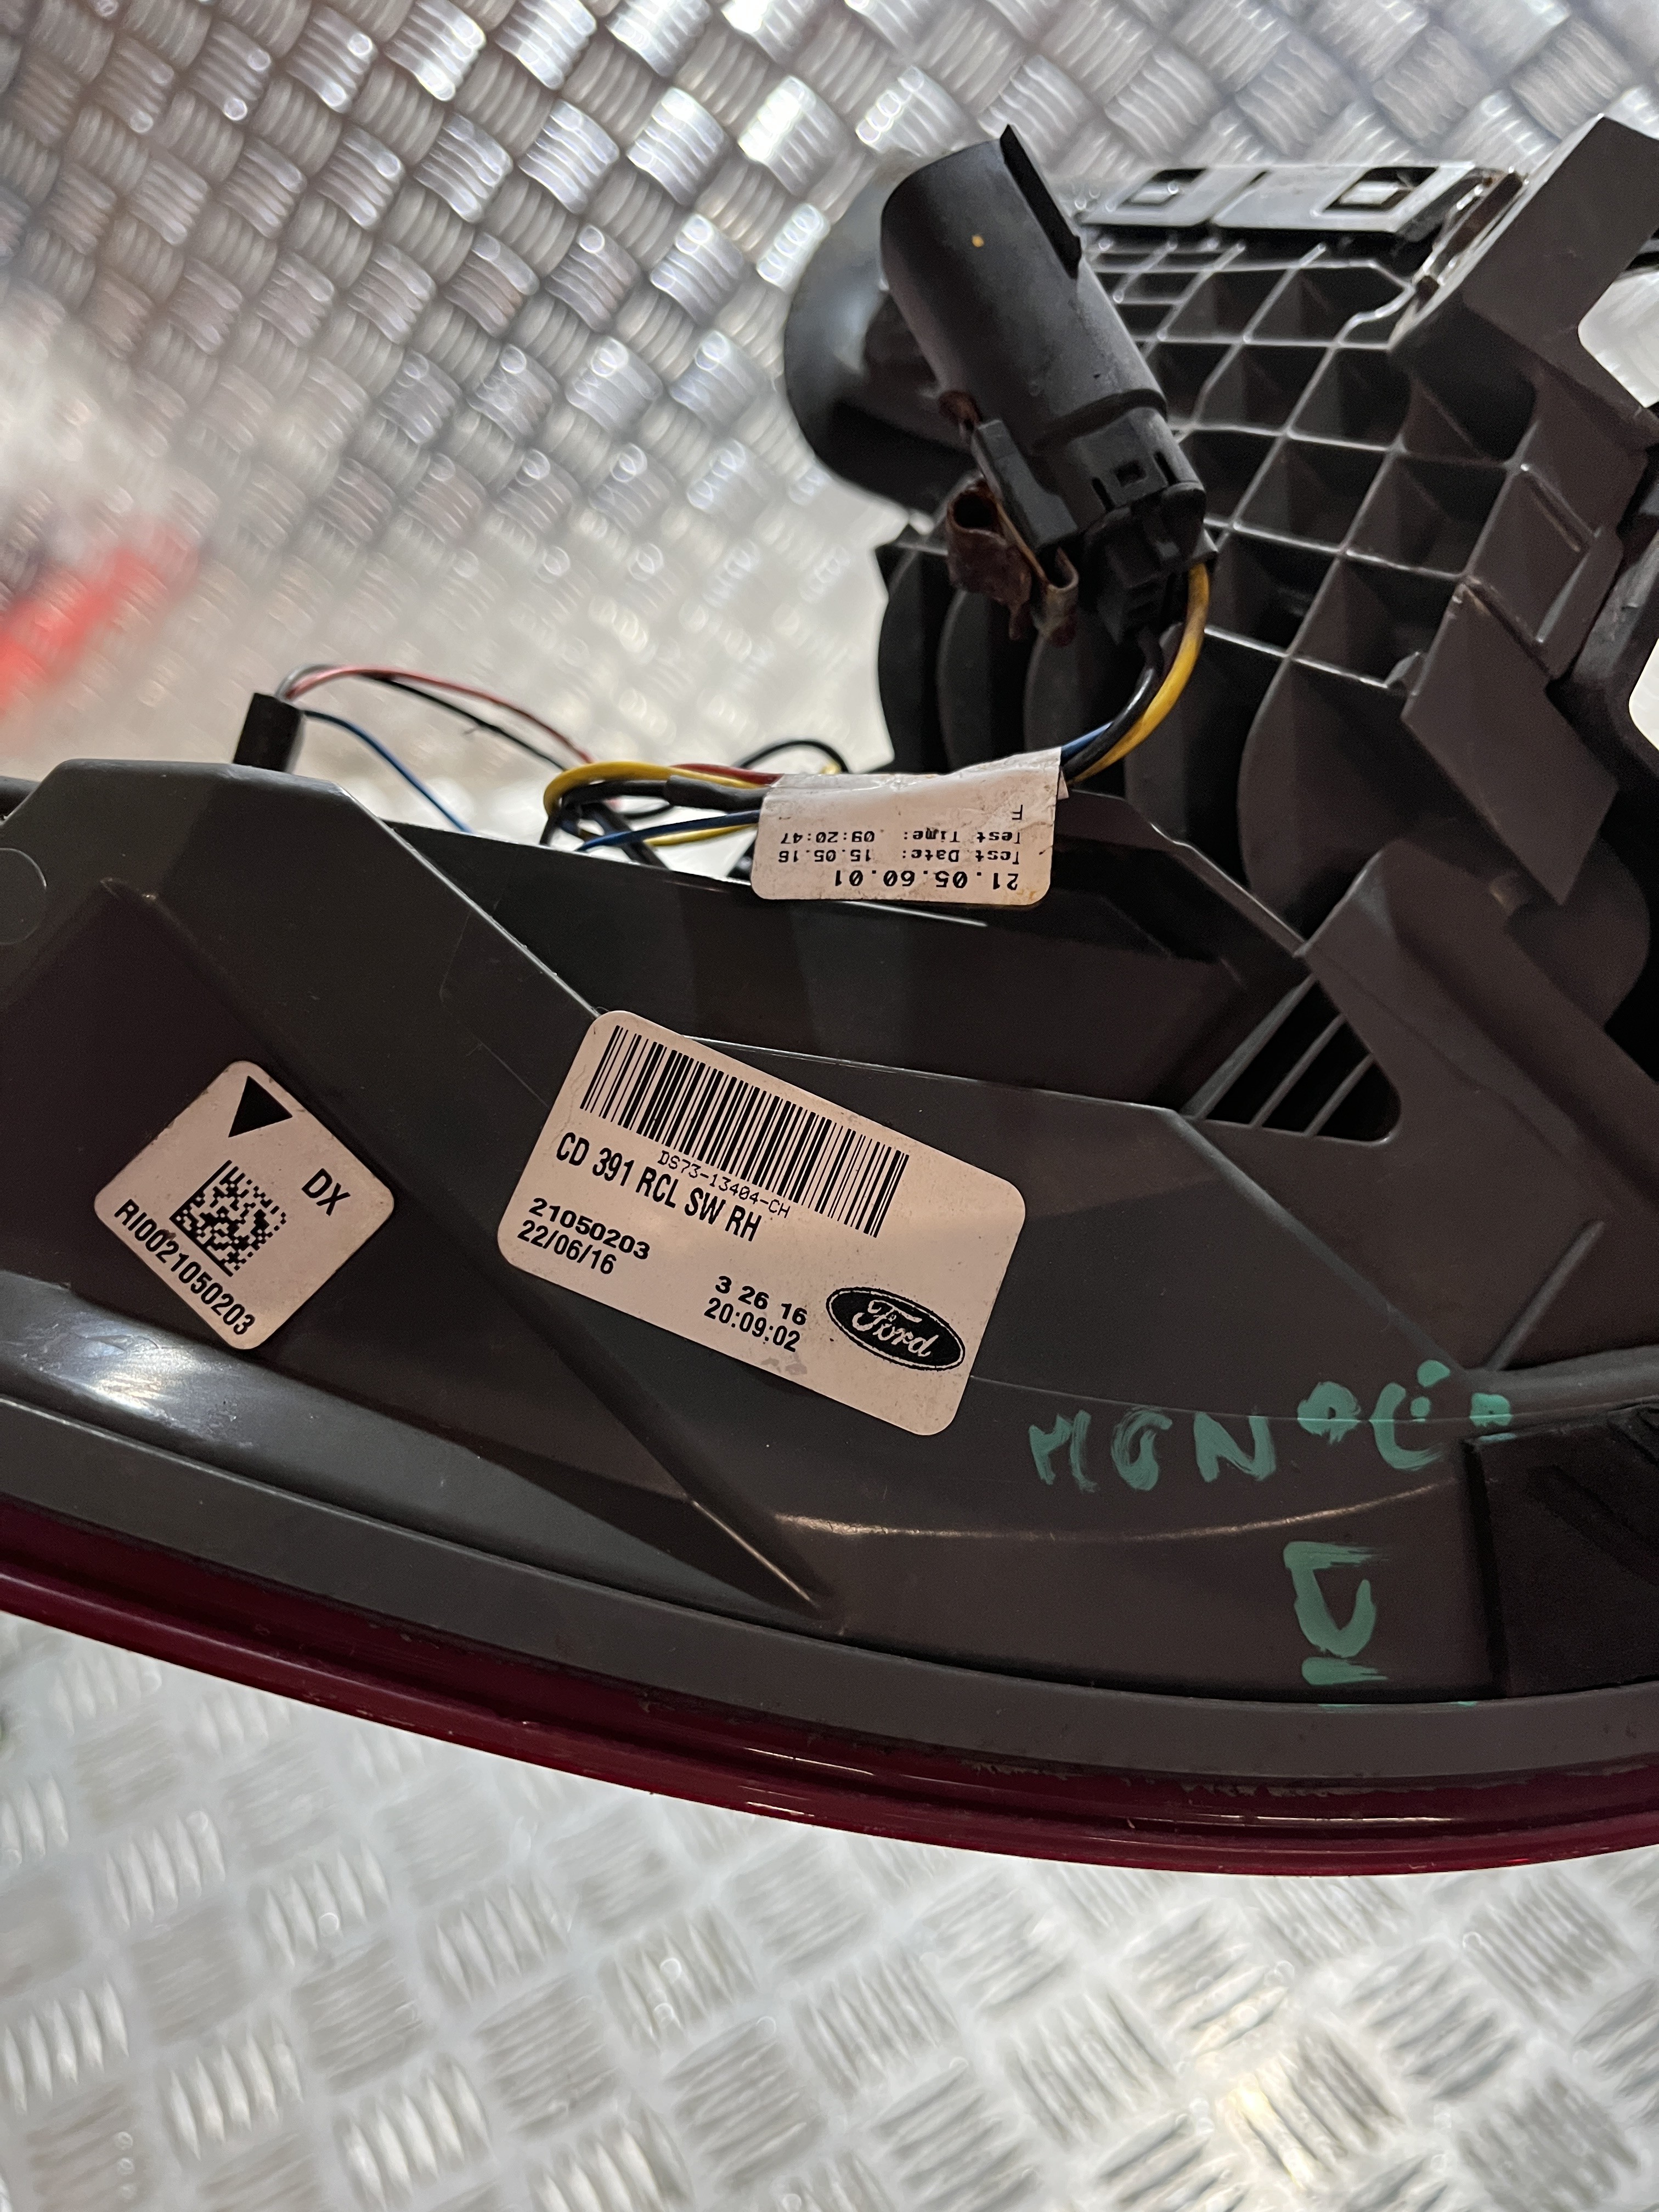 21.05.60.01
Test Date: 15.05.16
Test Time: 09:20:47
F
DX
RI0021050203
DS73-13404-CH
CD 391 RCL SW RH
21050203
22/06/16
3 26 16
20:09:02
Ford